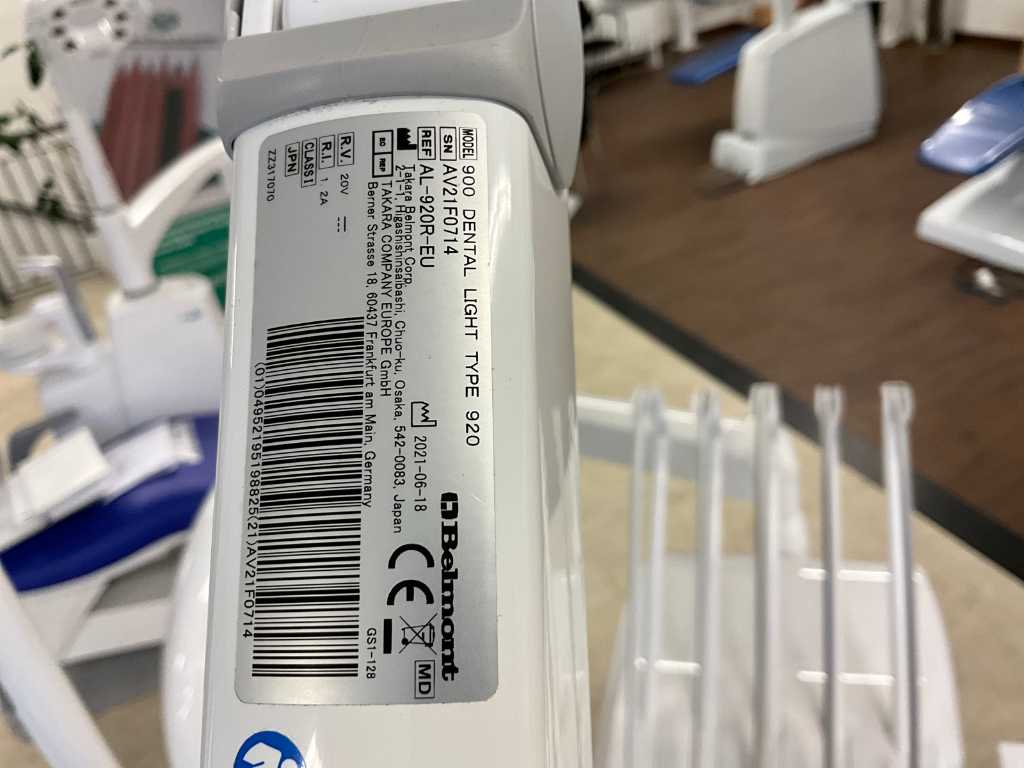 MODEL 900 DENTAL LIGHT TYPE 920
SN AV21F0714
REF AL-920R-EU
2021-06-18
Belmont
Takara Belmont Corp.
2-1-1, Higashishinsaibashi, Chuo-ku, Osaka, 542-0083, Japan
EC REP TAKARA COMPANY EUROPE GmbH
Berner Strasse 18, 60437 Frankfurt am Main, Germany
CE
MD
R.V. 20V
R.I. 1.2A
CLASS I
JPN
ZZ317070
GS1-128
(01)04952195198825(21)AV21F0714